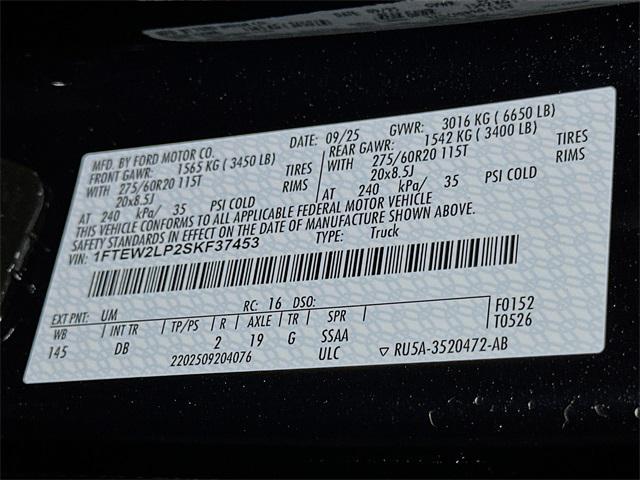 MFD. BY FORD MOTOR CO. DATE: 09/25 GVWR: 3016 KG ( 6650 LB)
FRONT GAWR: 1565 KG ( 3450 LB) REAR GAWR: 1542 KG ( 3400 LB)
WITH 275/60R20 115T TIRES WITH 275/60R20 115T TIRES
20x8.5J RIMS 20x8.5J RIMS
AT 240 kPa/ 35 PSI COLD AT 240 kPa/ 35 PSI COLD
THIS VEHICLE CONFORMS TO ALL APPLICABLE FEDERAL MOTOR VEHICLE
SAFETY STANDARDS IN EFFECT ON THE DATE OF MANUFACTURE SHOWN ABOVE.
VIN: 1FTEW2LP2SKF37453 TYPE: Truck
EXT PNT: UM RC: 16 DSO: F0152
WB INT TR TP/PS R AXLE TR SPR T0526
145 DB 2 19 G SSAA
2202509204076 ULC ▽ RU5A-3520472-AB